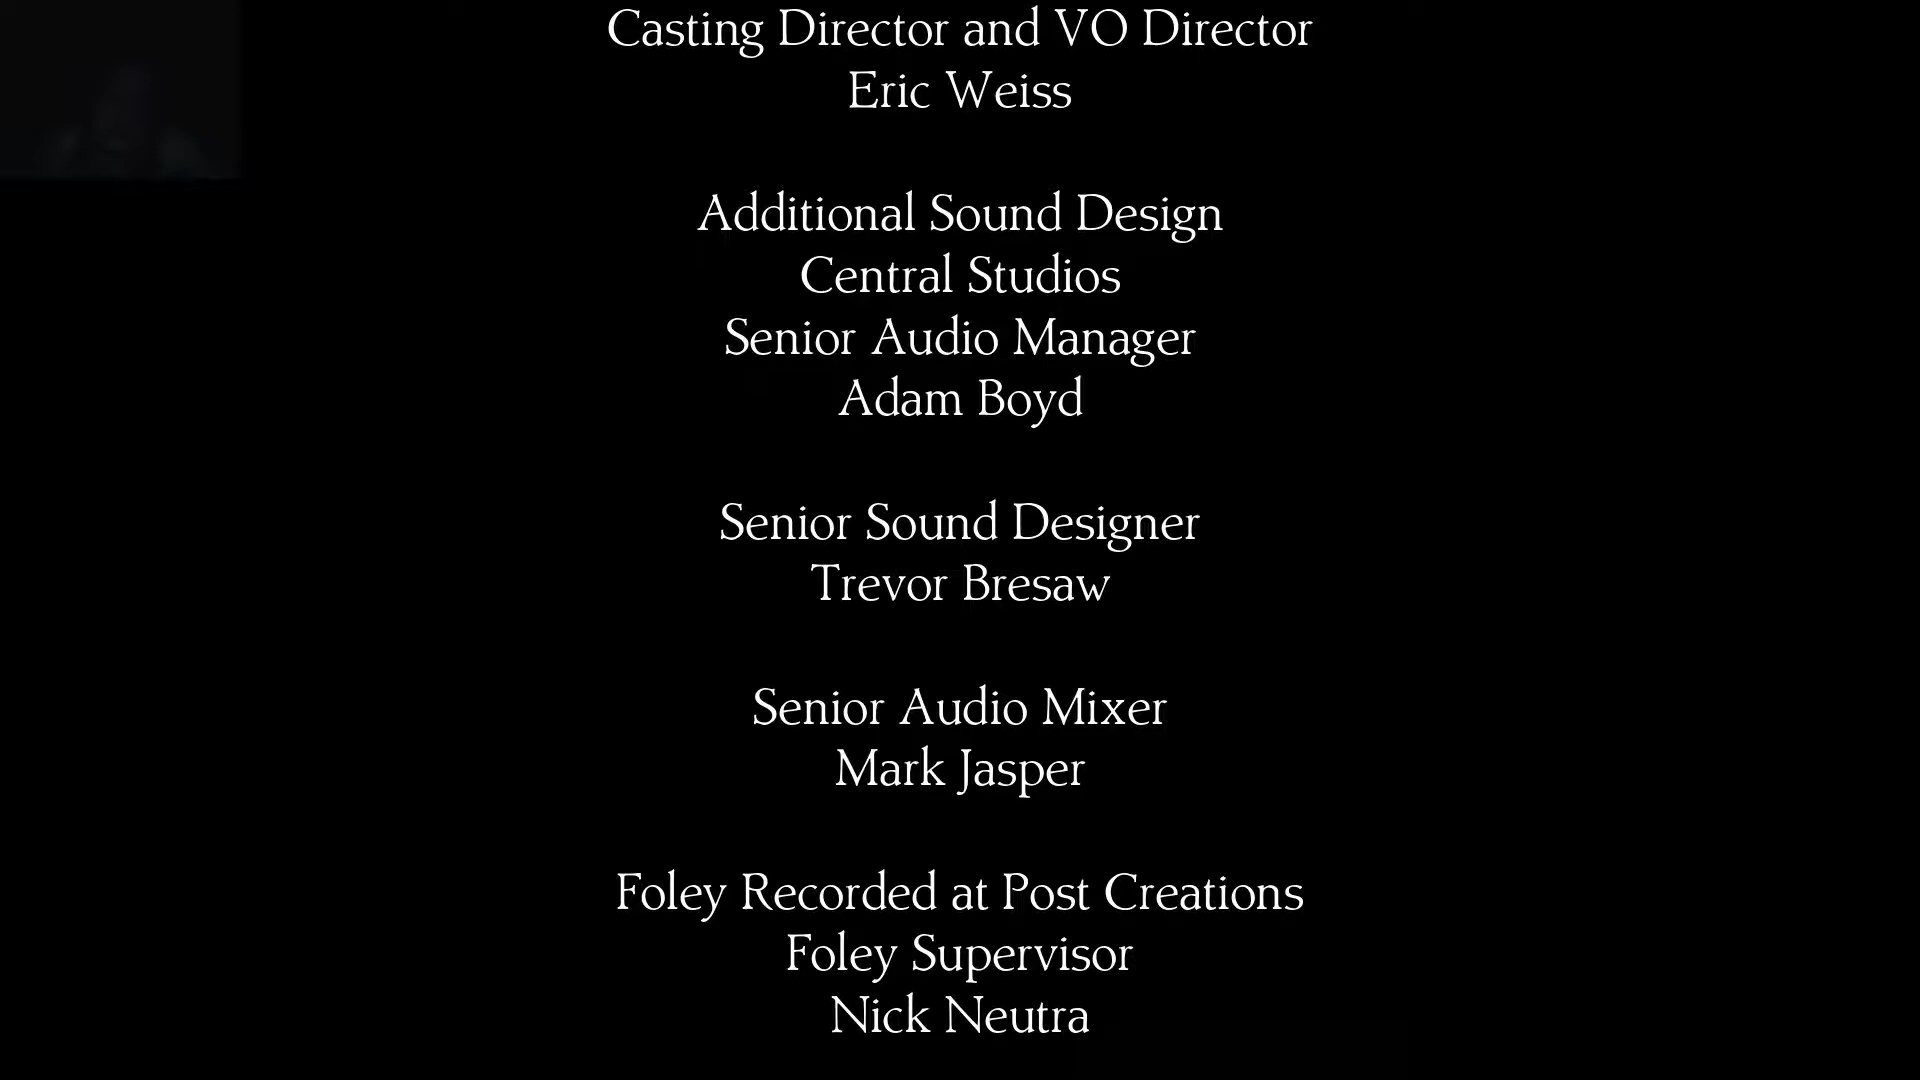 Casting Director and VO Director
Eric Weiss
Additional Sound Design
Central Studios
Senior Audio Manager
Adam Boyd
Senior Sound Designer
Trevor Bresaw
Senior Audio Mixer
Mark Jasper
Foley Recorded at Post Creations
Foley Supervisor
Nick Neutra